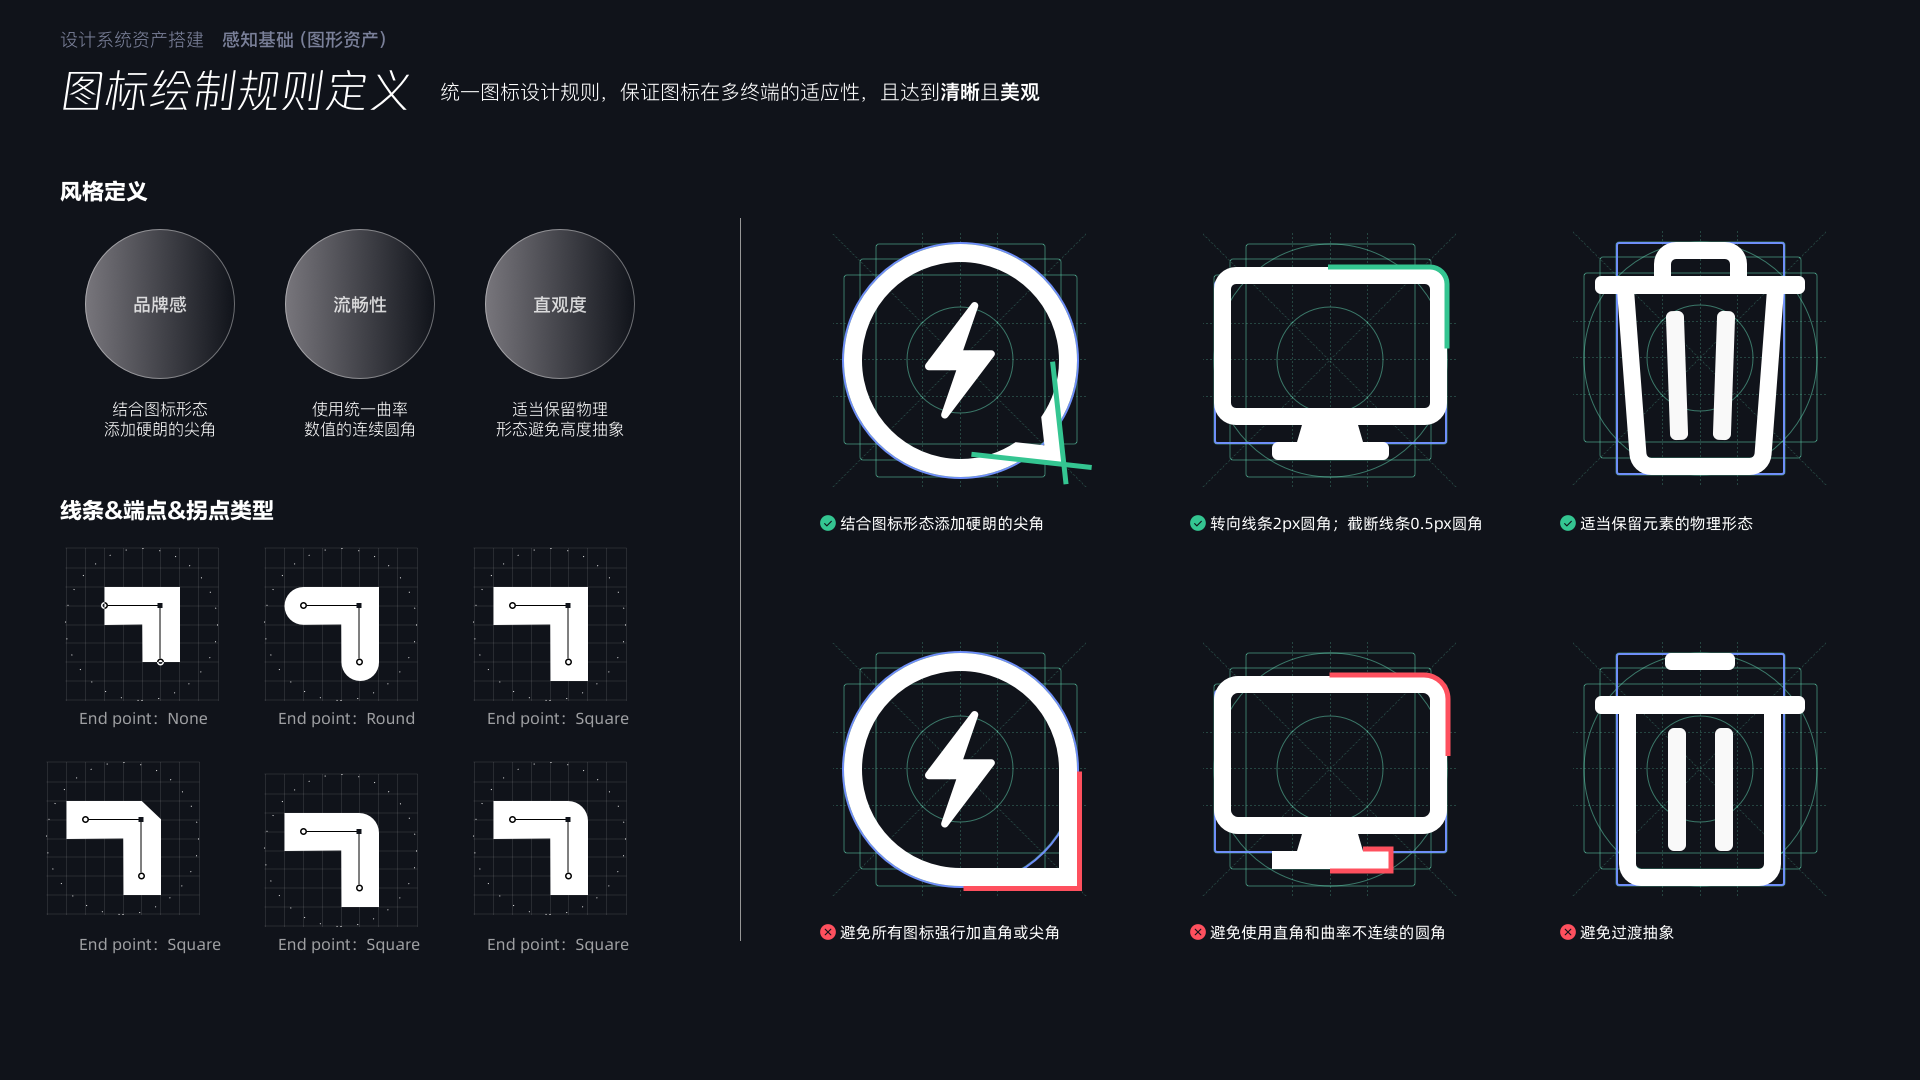 设计系统资产搭建 感知基础 (图形资产)
图标绘制规则定义
统一图标设计规则，保证图标在多终端的适应性，且达到清晰且美观
风格定义
品牌感
流畅性
直观度
结合图标形态
添加硬朗的尖角
使用统一曲率
数值的连续圆角
适当保留物理
形态避免高度抽象
线条&端点&拐点类型
End point：None
End point：Round
End point：Square
End point：Square
End point：Square
End point：Square
结合图标形态添加硬朗的尖角
转向线条2px圆角；截断线条0.5px圆角
适当保留元素的物理形态
避免所有图标强行加直角或尖角
避免使用直角和曲率不连续的圆角
避免过渡抽象